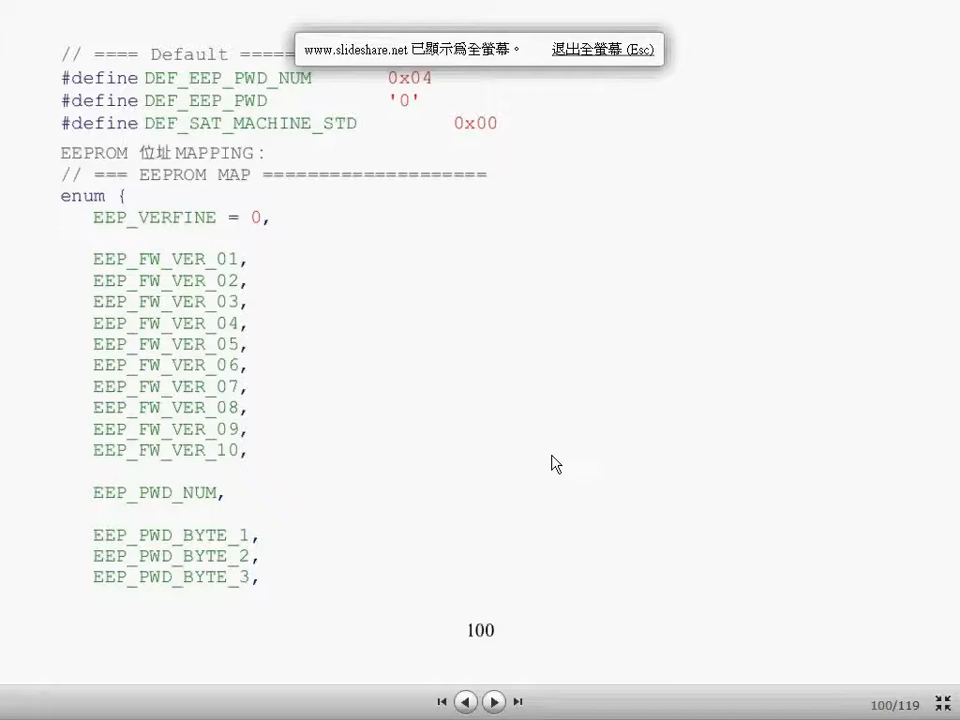 www.slideshare.net 已顯示為全螢幕。 退出全螢幕 (Esc)
// ==== Default =====
#define DEF_EEP_PWD_NUM 0x04
#define DEF_EEP_PWD '0'
#define DEF_SAT_MACHINE_STD 0x00
EEPROM 位址 MAPPING：
// === EEPROM MAP ====================
enum {
EEP_VERFINE = 0,
EEP_FW_VER_01,
EEP_FW_VER_02,
EEP_FW_VER_03,
EEP_FW_VER_04,
EEP_FW_VER_05,
EEP_FW_VER_06,
EEP_FW_VER_07,
EEP_FW_VER_08,
EEP_FW_VER_09,
EEP_FW_VER_10,
EEP_PWD_NUM,
EEP_PWD_BYTE_1,
EEP_PWD_BYTE_2,
EEP_PWD_BYTE_3,
100
100/119